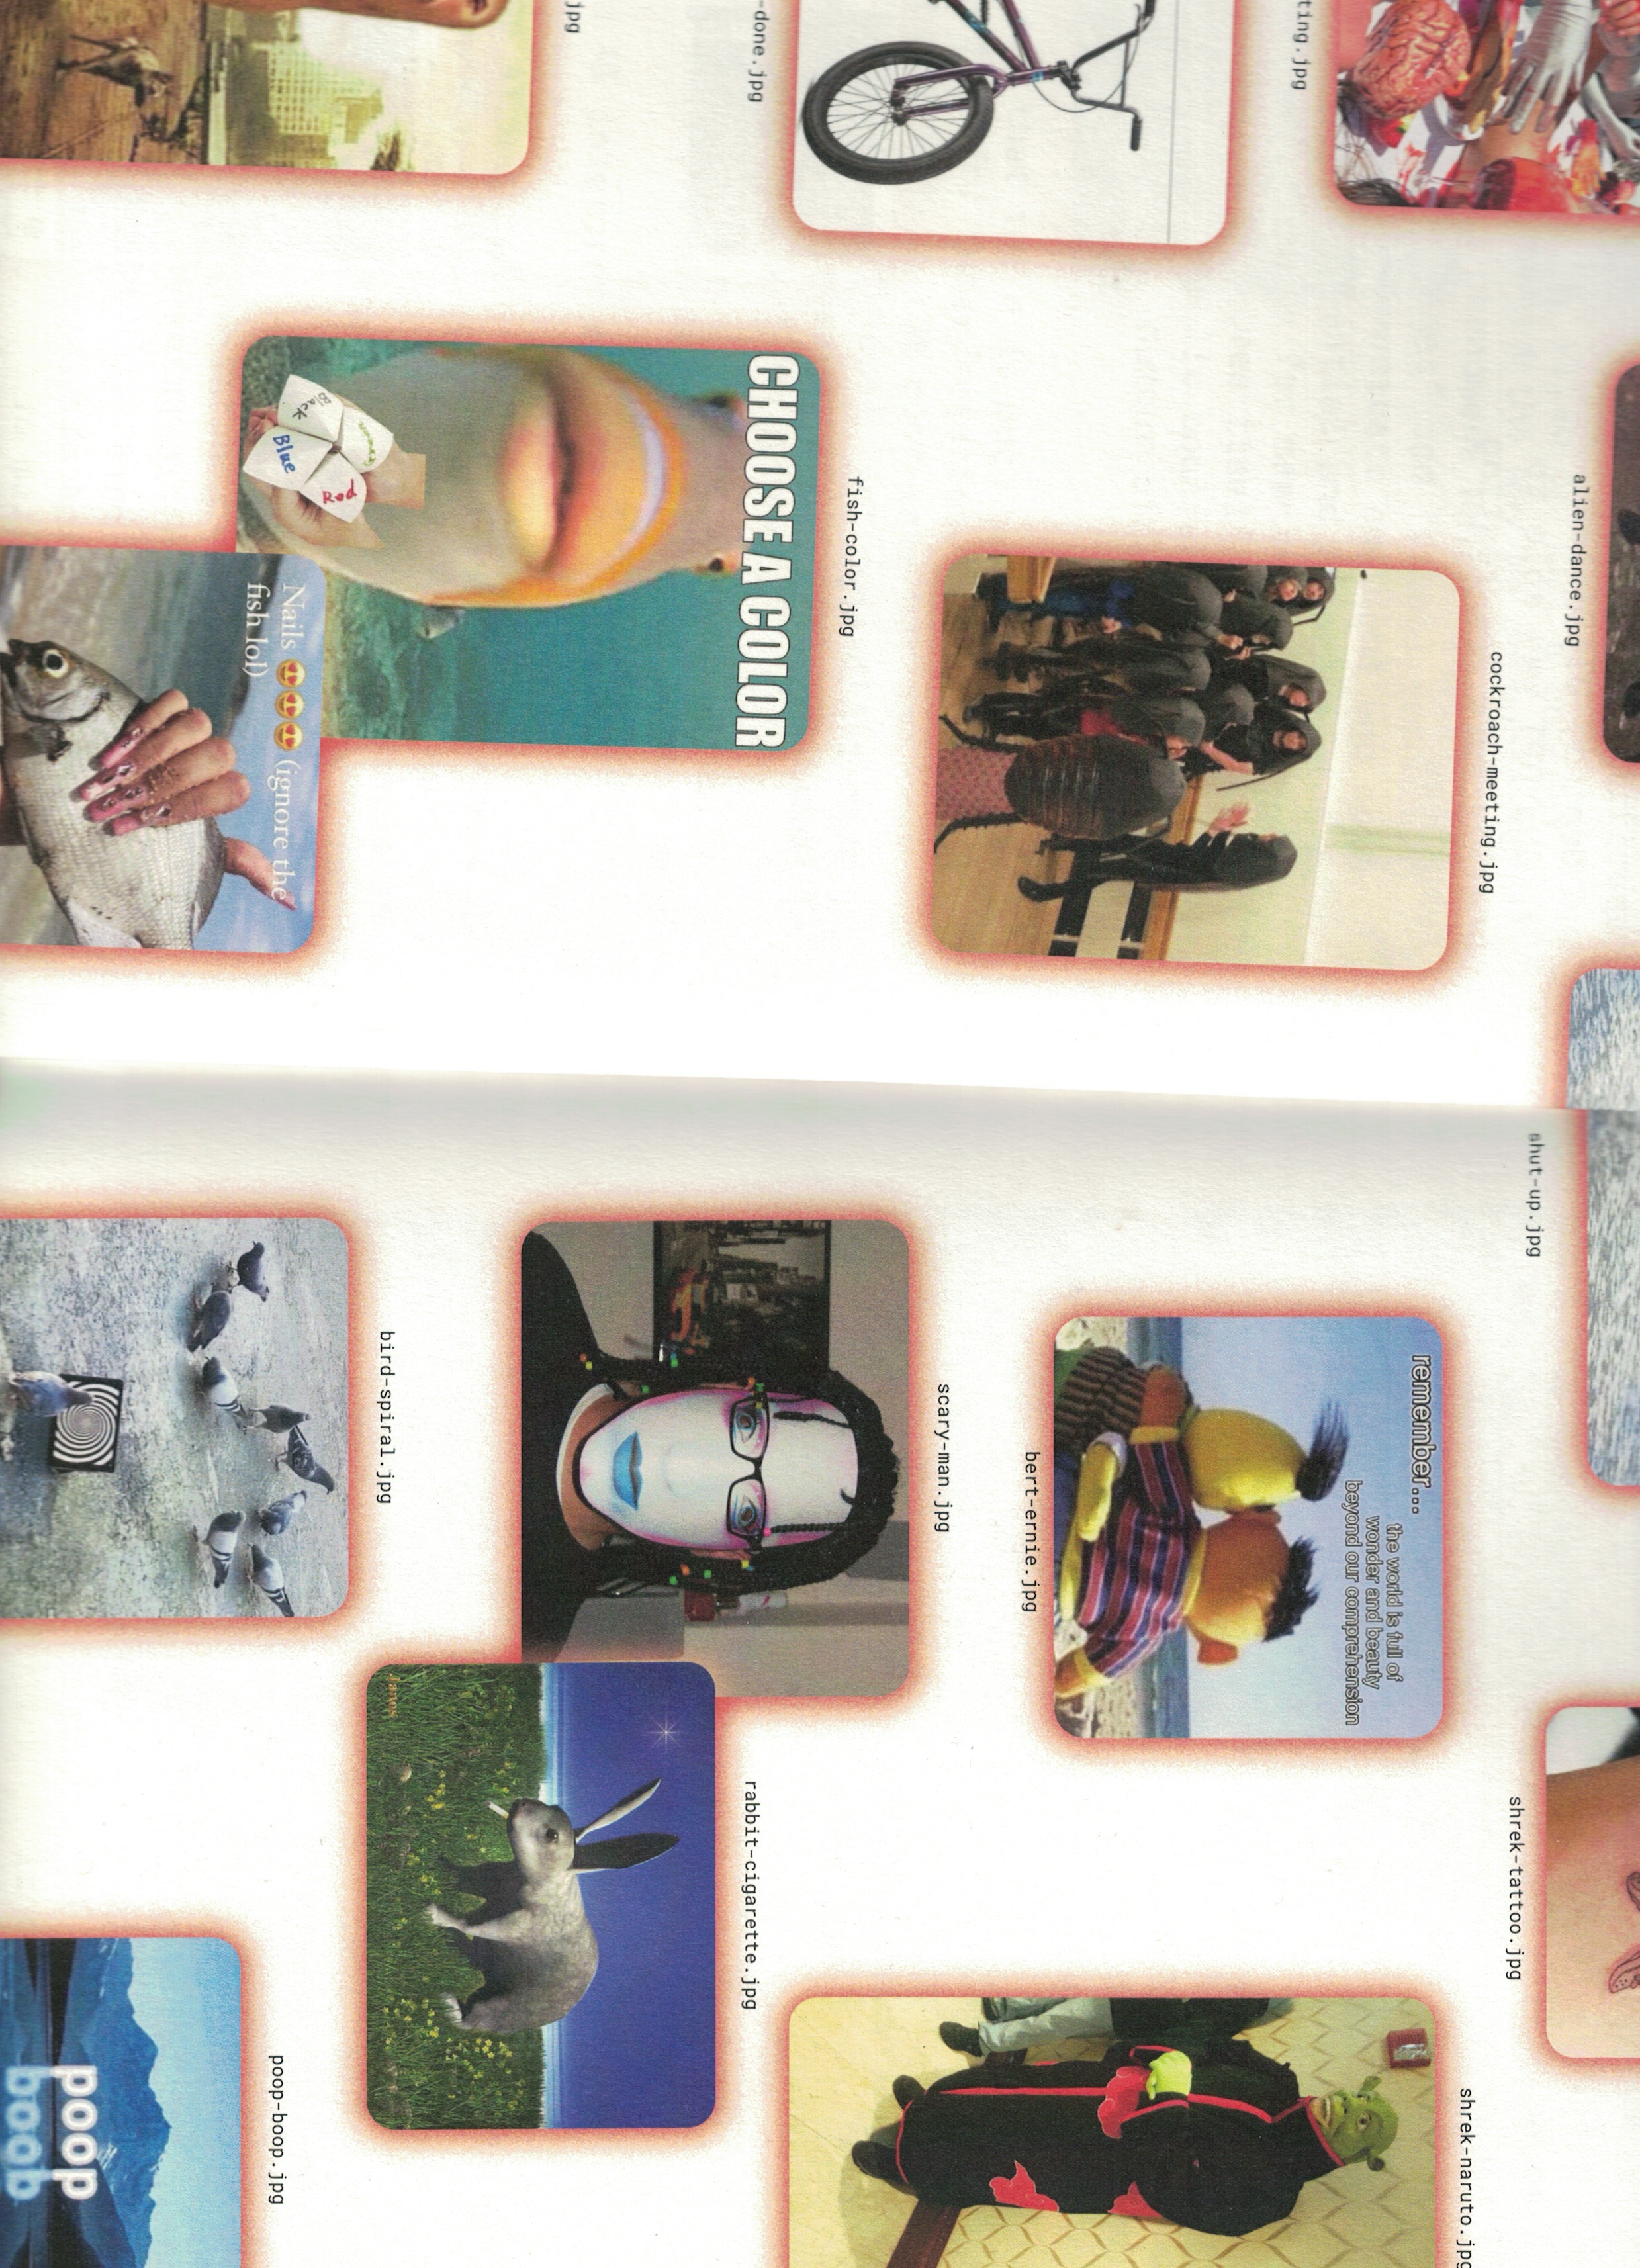 alien-dance.jpg
cockroach-meeting.jpg
ting.jpg
-done.jpg
fish-color.jpg
CHOOSE A COLOR
Red
Black
Blue
jpg
Nails 😍😍😍 (ignore the
fish lol)
shut-up.jpg
shrek-tattoo.jpg
shrek-naruto.jpg
remember...
the world is full of
wonder and beauty
beyond our comprehension
bert-ernie.jpg
scary-man.jpg
rabbit-cigarette.jpg
bird-spiral.jpg
poop-boop.jpg
poop
boob